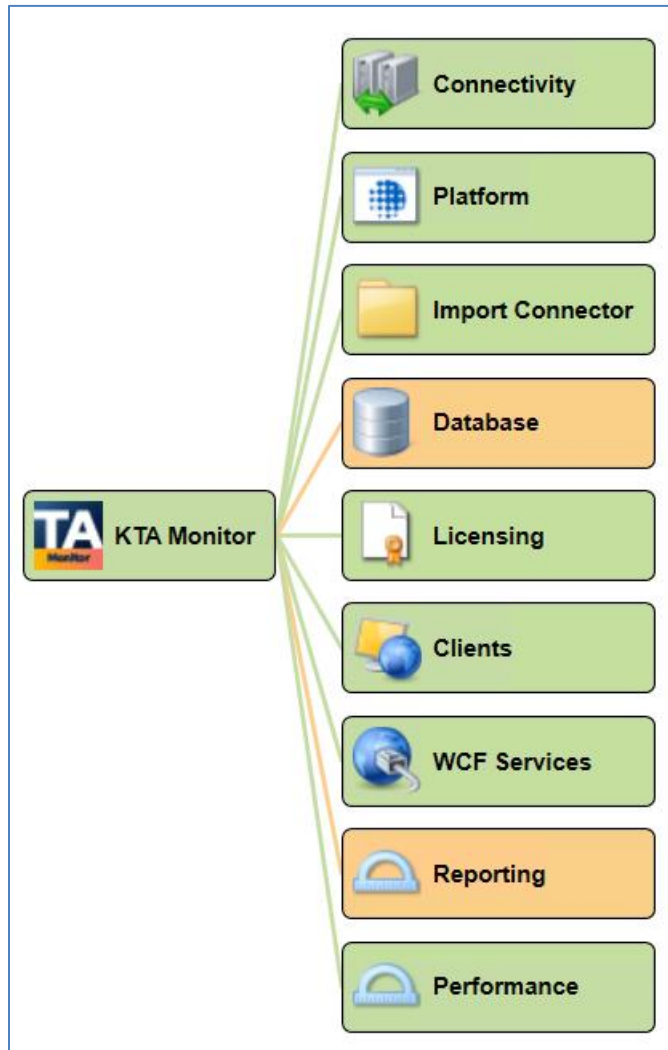 Connectivity
Platform
Import Connector
Database
TA
Monitor
KTA Monitor
Licensing
Clients
WCF Services
Reporting
Performance